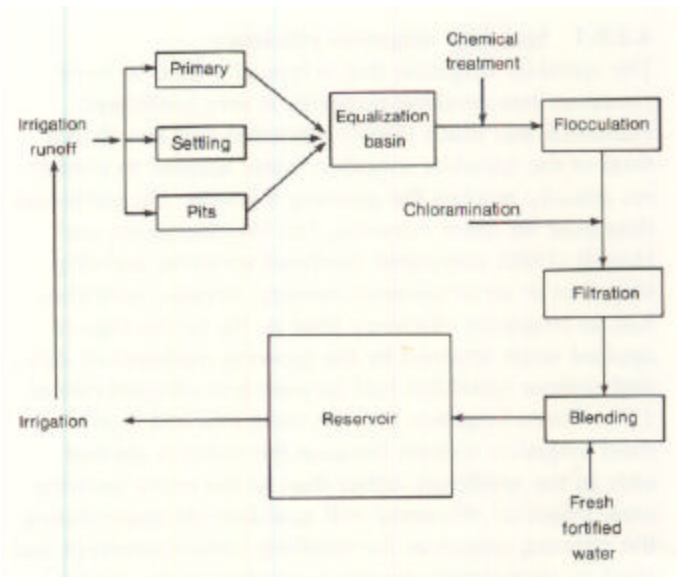 Chemical
treatment
Primary
Irrigation
runoff
Settling
Pits
Equalization
basin
Flocculation
Chloramination
Filtration
Irrigation
Reservoir
Blending
Fresh
fortified
water